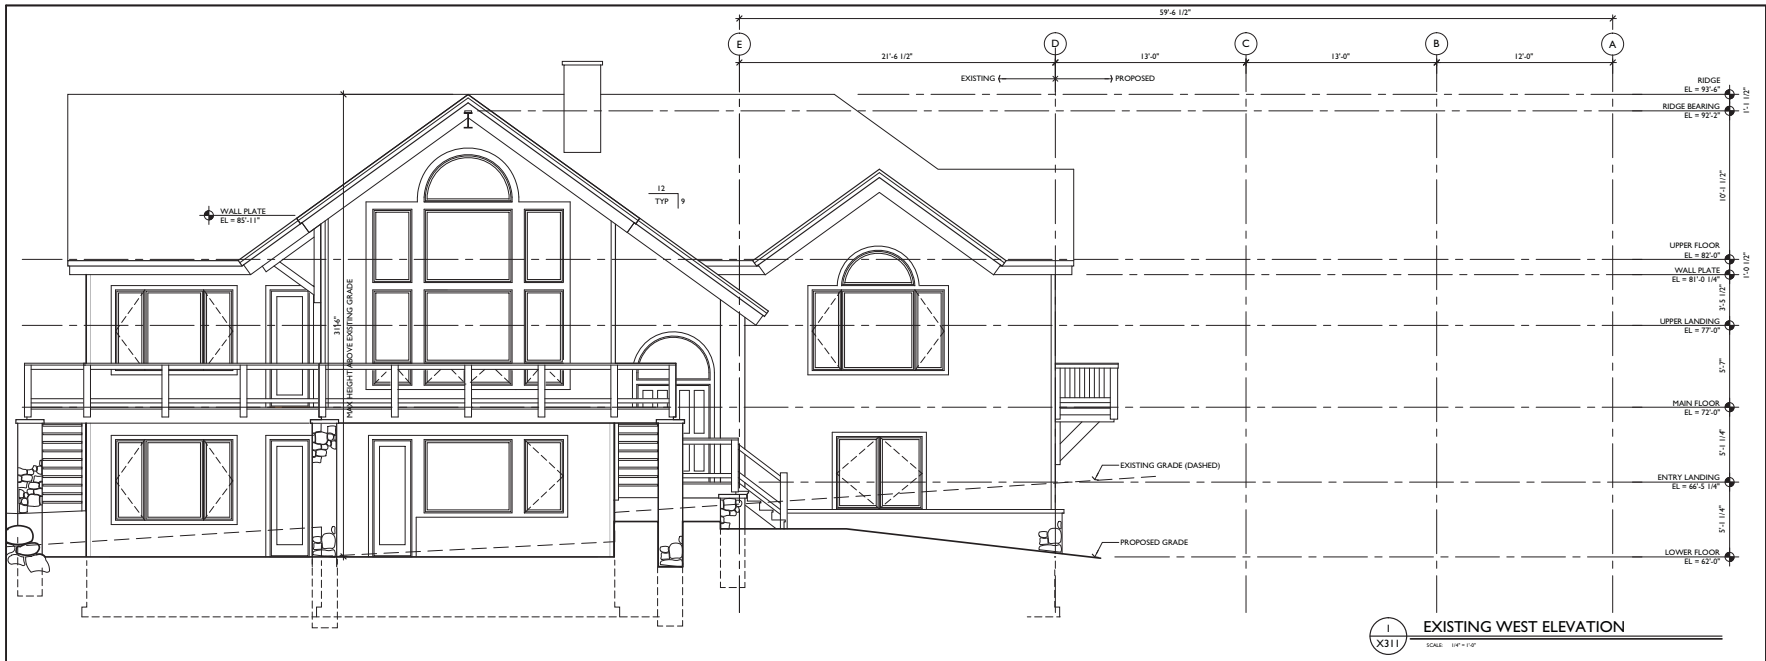 59'-6 1/2"
E
D
C
B
A
21'-6 1/2"
13'-0"
13'-0"
12'-0"
EXISTING
PROPOSED
RIDGE
EL = 93'-6"
1'-1 1/2"
RIDGE BEARING
EL = 92'-2"
12
TYP
9
10'-1 1/2"
WALL PLATE
EL = 85'-11"
UPPER FLOOR
EL = 82'-0"
1'-0 1/2"
WALL PLATE
EL = 81'-0 1/4"
3'-5 1/2"
31'-6"
MAX HEIGHT ABOVE EXISTING GRADE
UPPER LANDING
EL = 77'-0"
5'-7"
MAIN FLOOR
EL = 72'-0"
5'-1 1/4"
EXISTING GRADE (DASHED)
ENTRY LANDING
EL = 66'-5 1/4"
5'-1 1/4"
PROPOSED GRADE
LOWER FLOOR
EL = 62'-0"
1
X311
EXISTING WEST ELEVATION
SCALE: 1/4" = 1'-0"